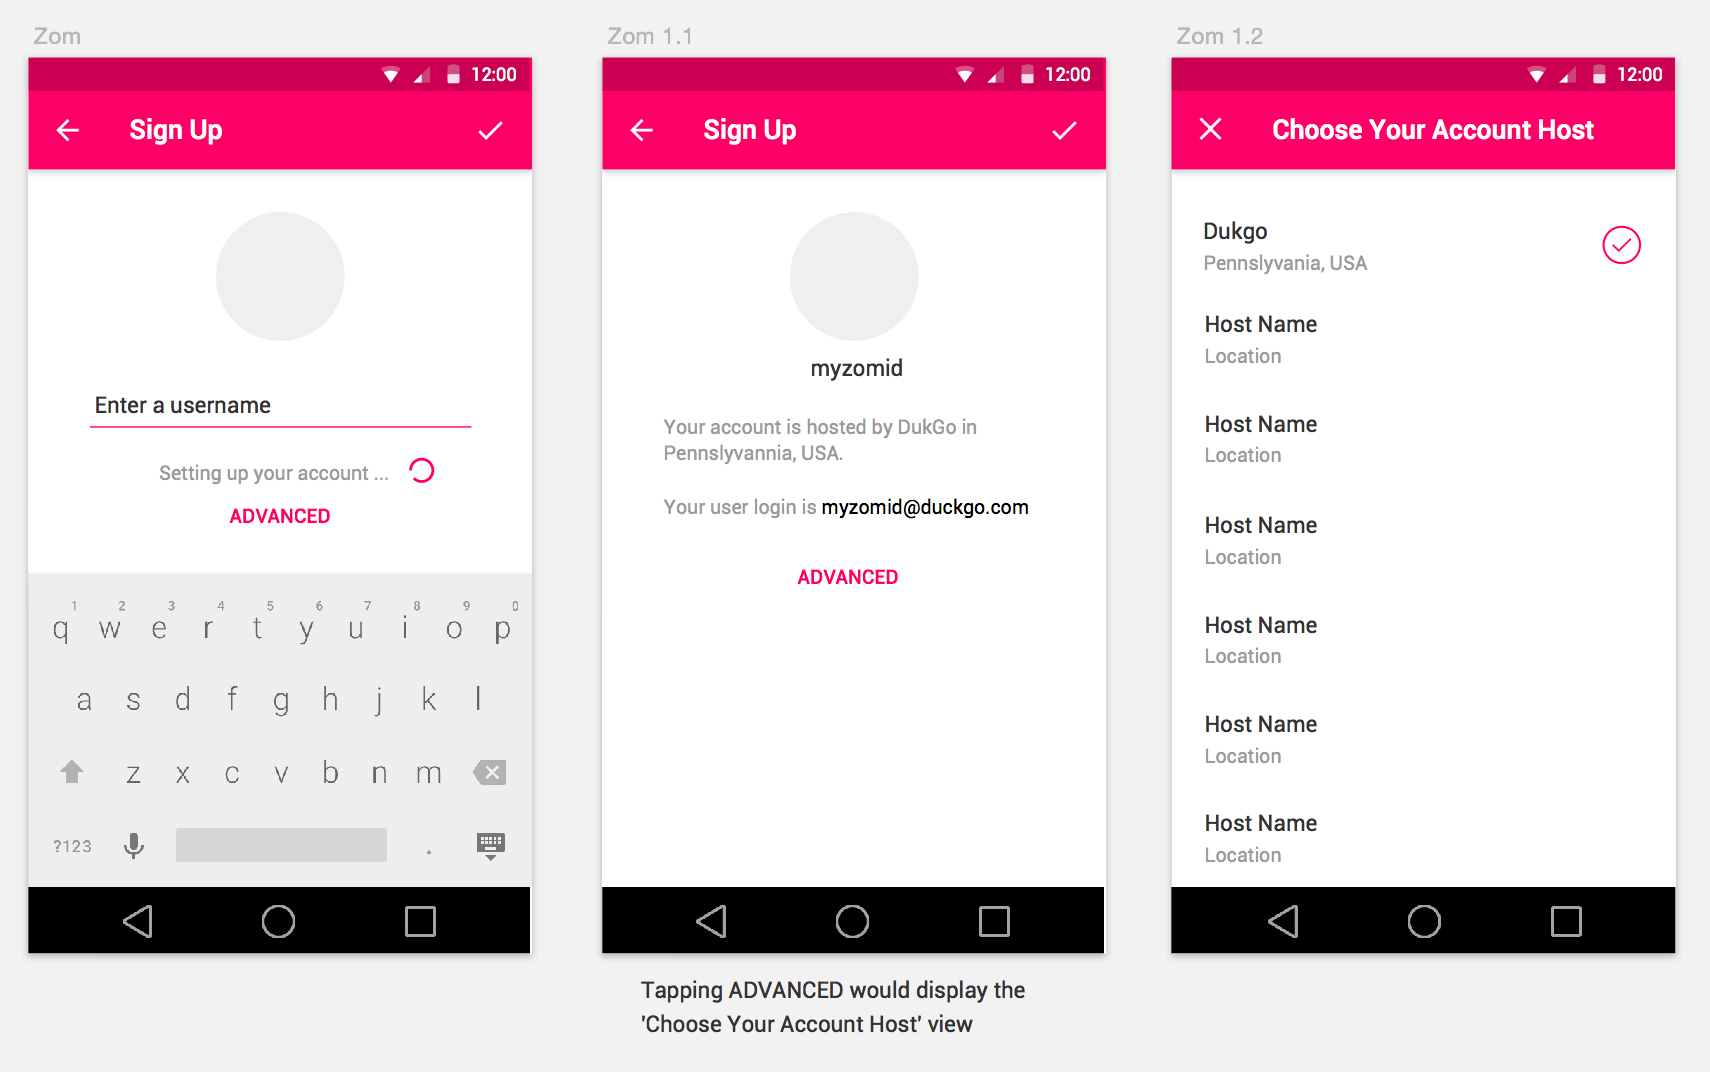 Zom
12:00
Sign Up
Enter a username
Setting up your account ...
ADVANCED
1 2 3 4 5 6 7 8 9 0
q w e r t y u i o p
a s d f g h j k l
z x c v b n m
?123 .
Zom 1.1
12:00
Sign Up
myzomid
Your account is hosted by DukGo in
Pennslyvannia, USA.
Your user login is myzomid@duckgo.com
ADVANCED
Tapping ADVANCED would display the
'Choose Your Account Host' view
Zom 1.2
12:00
Choose Your Account Host
Dukgo
Pennslyvania, USA
Host Name
Location
Host Name
Location
Host Name
Location
Host Name
Location
Host Name
Location
Host Name
Location